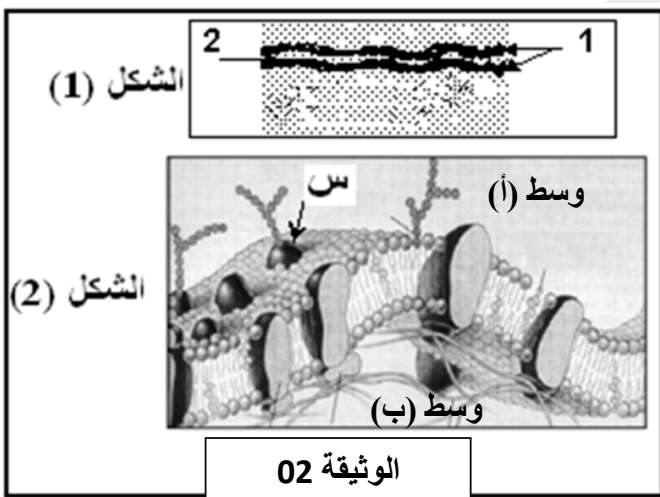 2
1
الشكل (1)
س
وسط (أ)
الشكل (2)
وسط (ب)
الوثيقة 02